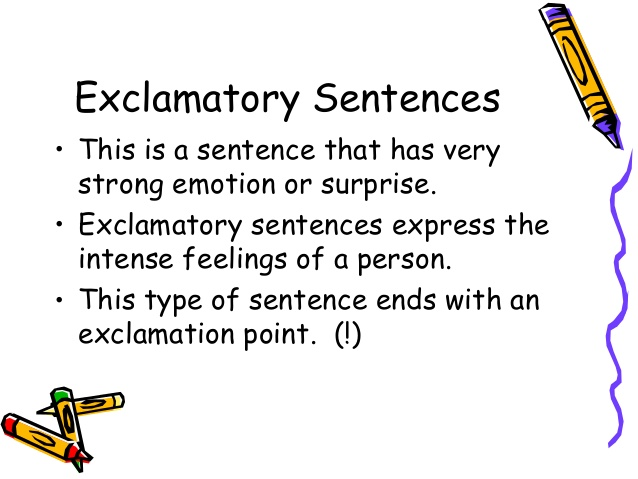 Exclamatory Sentences
• This is a sentence that has very
strong emotion or surprise.
• Exclamatory sentences express the
intense feelings of a person.
• This type of sentence ends with an
exclamation point.  (!)